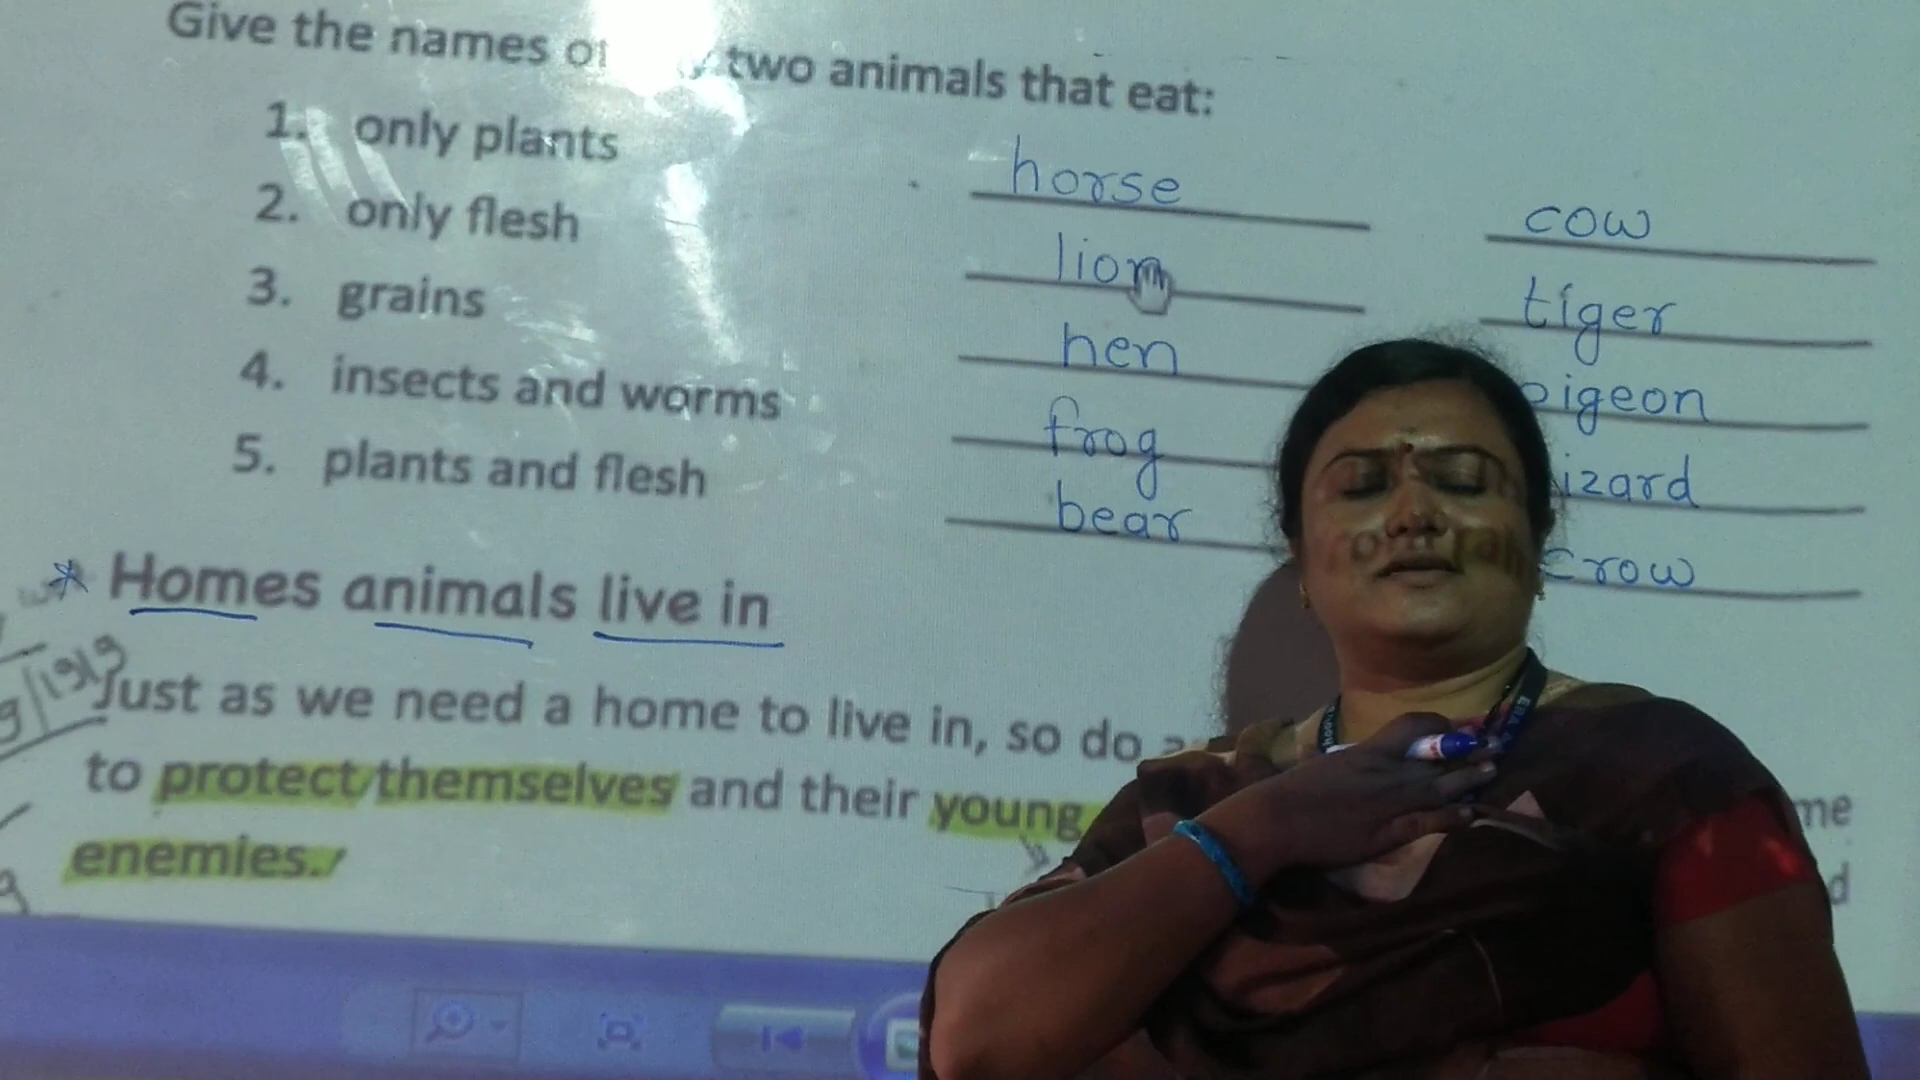 Give the names of two animals that eat:
1. only plants horse cow
2. only flesh lion tiger
3. grains hen pigeon
4. insects and worms frog lizard
5. plants and flesh bear crow
* Homes animals live in
Just as we need a home to live in, so do
to protect themselves and their young
enemies.